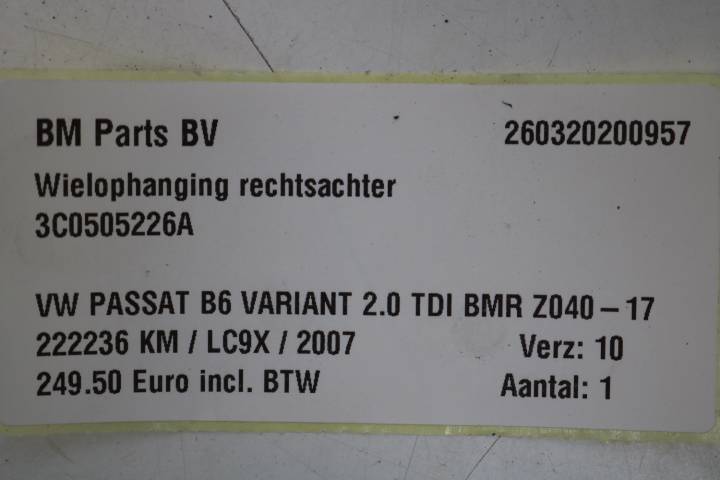 BM Parts BV 260320200957
Wielophanging rechtsachter
3C0505226A
VW PASSAT B6 VARIANT 2.0 TDI BMR Z040-17
222236 KM / LC9X / 2007 Verz: 10
249.50 Euro incl. BTW Aantal: 1